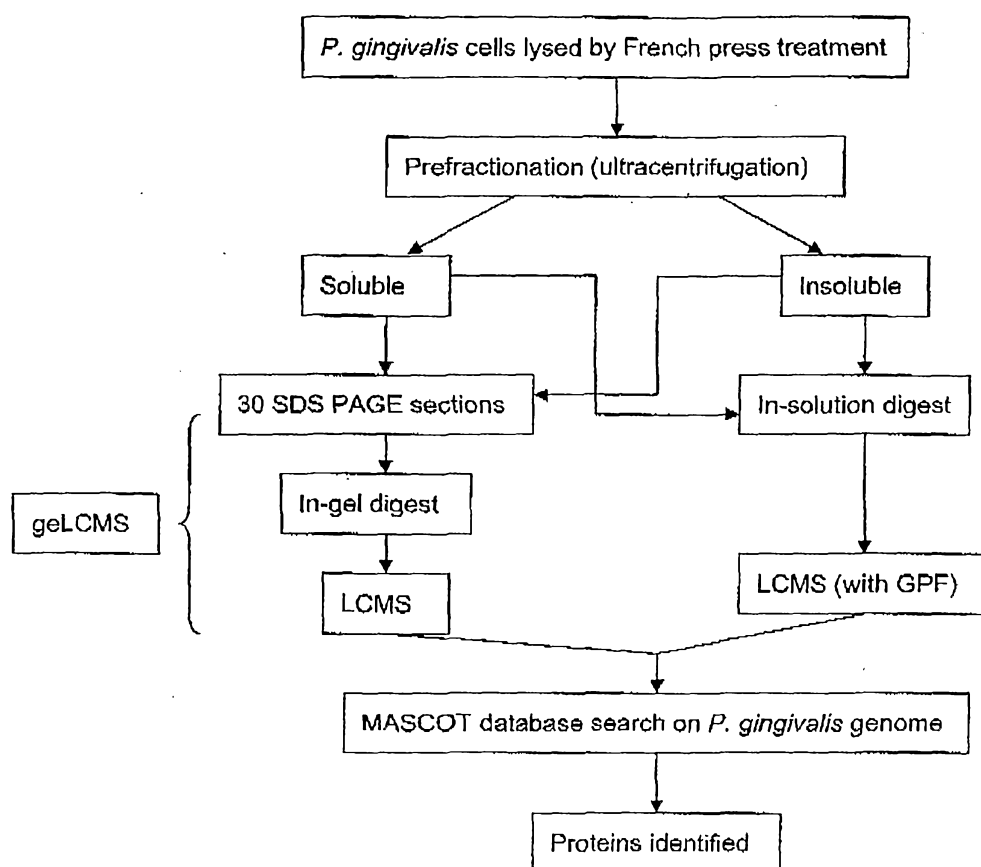 P. gingivalis cells lysed by French press treatment
Prefractionation (ultracentrifugation)
Soluble
Insoluble
30 SDS PAGE sections
In-solution digest
In-gel digest
geLCMS
LCMS
LCMS (with GPF)
MASCOT database search on P. gingivalis genome
Proteins identified